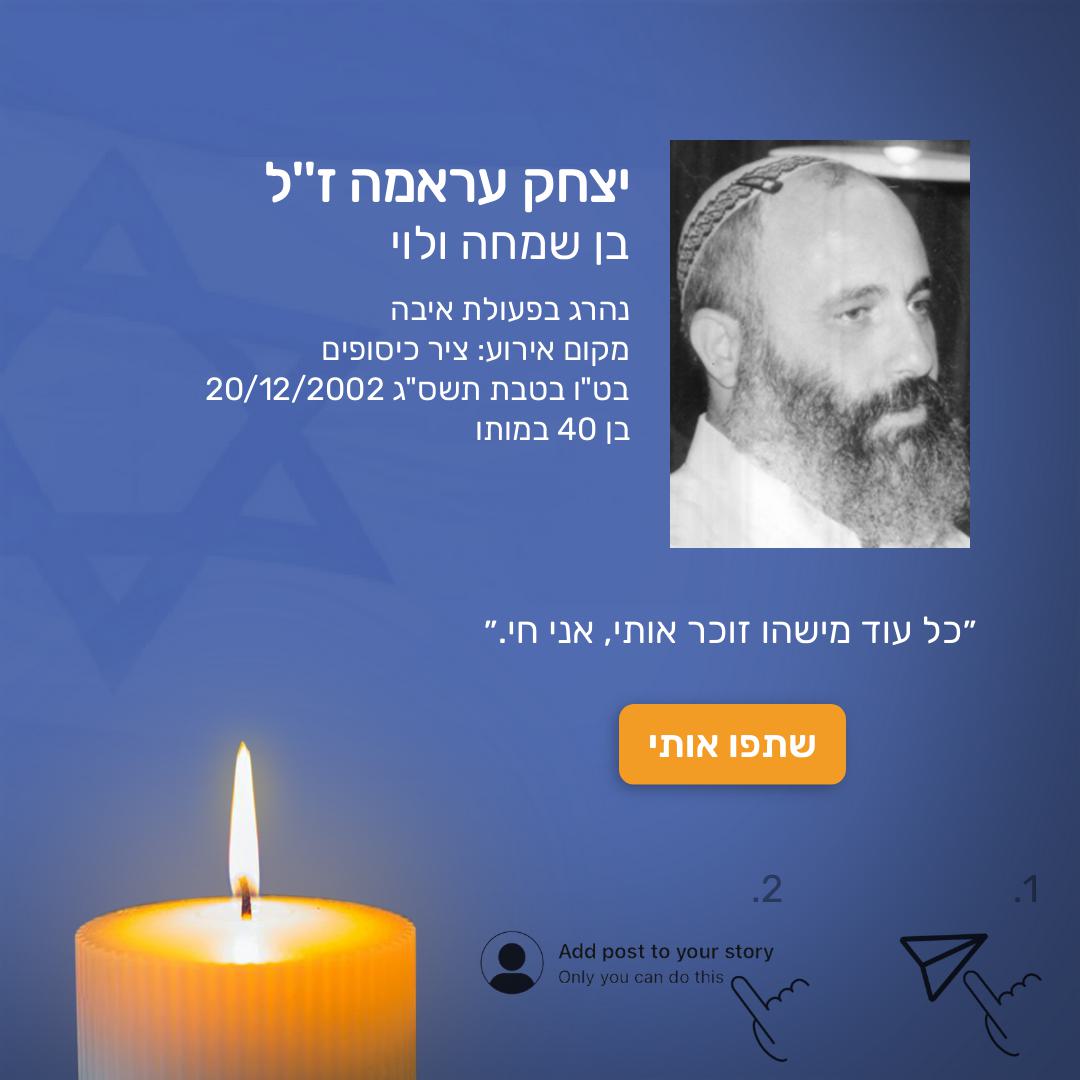 יצחק עראמה ז"ל
בן שמחה ולוי
נהרג בפעולת איבה
מקום אירוע: ציר כיסופים
בט"ו בטבת תשס"ג 20/12/2002
בן 40 במותו
״כל עוד מישהו זוכר אותי, אני חי.״
שתפו אותי
1.
2.
Add post to your story
Only you can do this